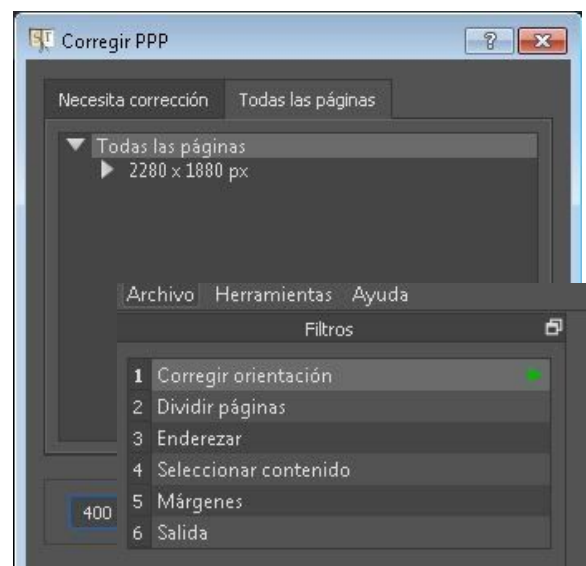 Corregir PPP
Necesita corrección Todas las páginas
Todas las páginas
2280 x 1880 px
Archivo Herramientas Ayuda
Filtros
1 Corregir orientación
2 Dividir páginas
3 Enderezar
4 Seleccionar contenido
5 Márgenes
6 Salida
400